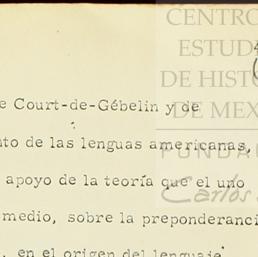 CENTRO
ESTUD
DE HISTO
DE MEX
FUNDA
Carlos
e Court-de-Gébelin y de
nto de las lenguas americanas,
apoyo de la teoría que el uno
medio, sobre la preponderanci
en el origen del lenguaje